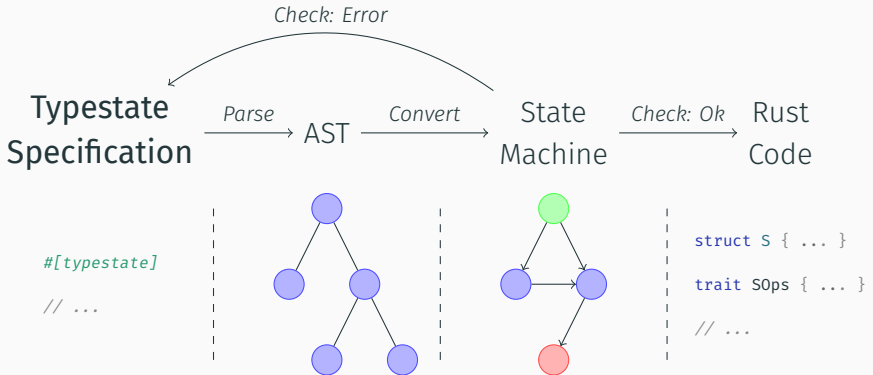 Check: Error
Typestate
Specification
Parse
AST
Convert
State
Machine
Check: Ok
Rust
Code
#[typestate]
// ...
struct S { ... }
trait SOps { ... }
// ...